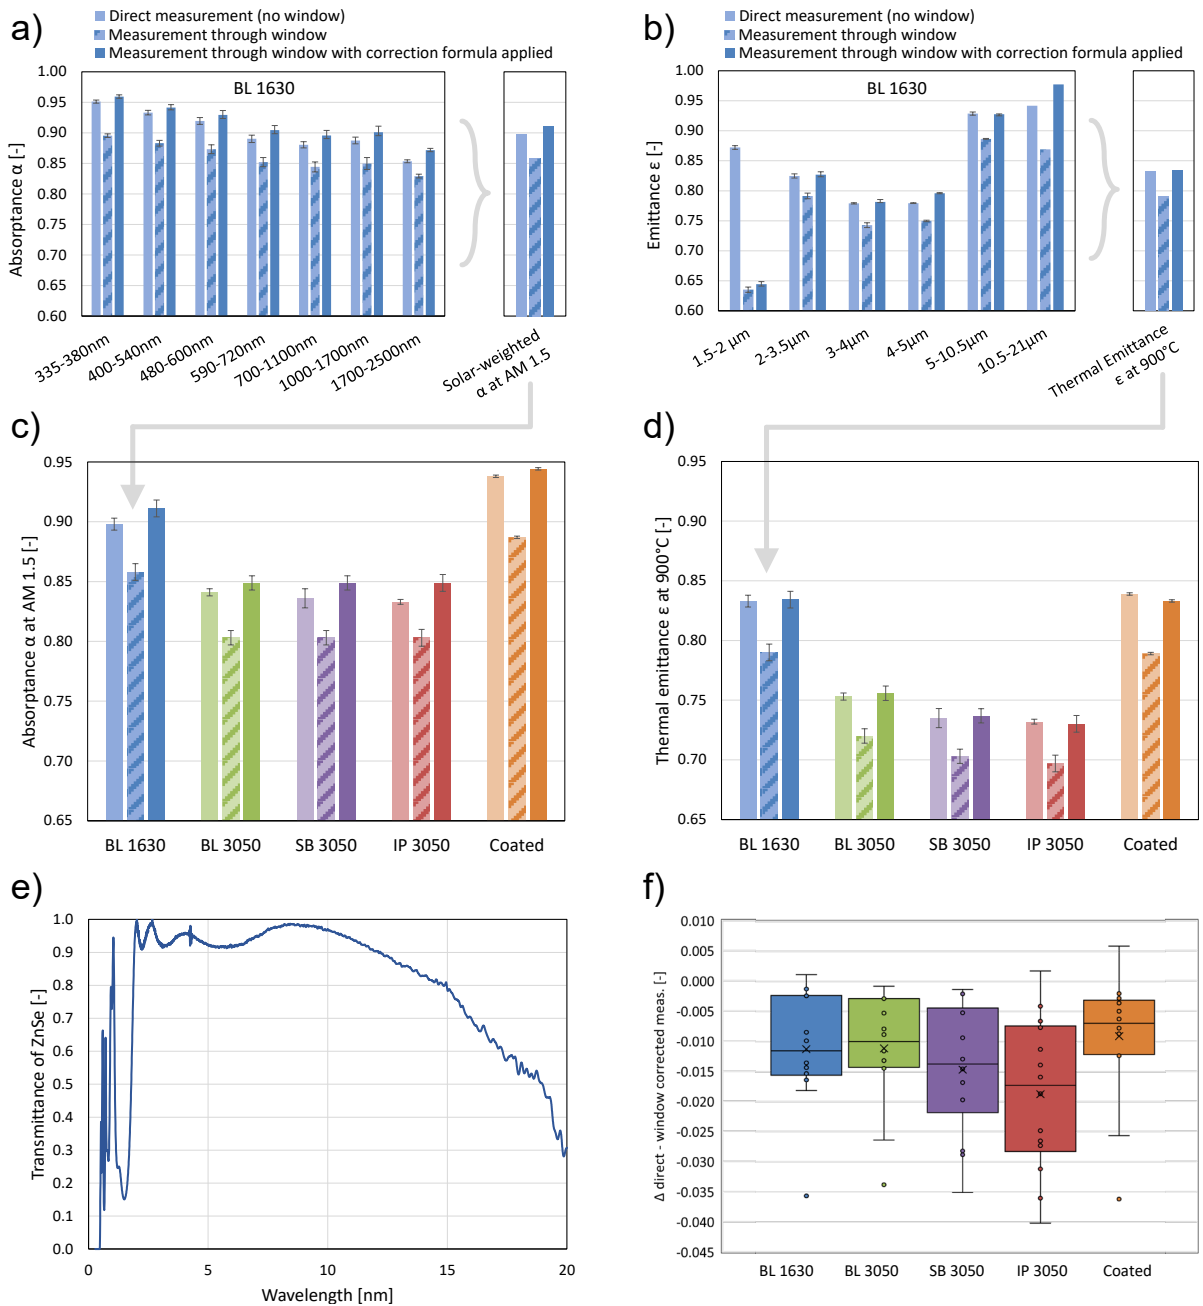 a)
Direct measurement (no window)
Measurement through window
Measurement through window with correction formula applied
BL 1630
Absorptance α [-]
1.00
0.95
0.90
0.85
0.80
0.75
0.70
0.65
0.60
335-380nm
400-540nm
480-600nm
590-720nm
700-1100nm
1000-1700nm
1700-2500nm
Solar-weighted
α at AM 1.5
b)
Direct measurement (no window)
Measurement through window
Measurement through window with correction formula applied
BL 1630
Emittance ε [-]
1.00
0.95
0.90
0.85
0.80
0.75
0.70
0.65
0.60
1.5-2 µm
2-3.5µm
3-4µm
4-5µm
5-10.5µm
10.5-21µm
Thermal Emittance
ε at 900°C
c)
Absorptance α at AM 1.5 [-]
0.95
0.90
0.85
0.80
0.75
0.70
0.65
BL 1630
BL 3050
SB 3050
IP 3050
Coated
d)
Thermal emittance ε at 900°C [-]
0.95
0.90
0.85
0.80
0.75
0.70
0.65
BL 1630
BL 3050
SB 3050
IP 3050
Coated
e)
Transmittance of ZnSe [-]
1.0
0.9
0.8
0.7
0.6
0.5
0.4
0.3
0.2
0.1
0.0
0
5
10
15
20
Wavelength [nm]
f)
Δ direct - window corrected meas. [-]
0.010
0.005
0.000
-0.005
-0.010
-0.015
-0.020
-0.025
-0.030
-0.035
-0.040
-0.045
BL 1630
BL 3050
SB 3050
IP 3050
Coated